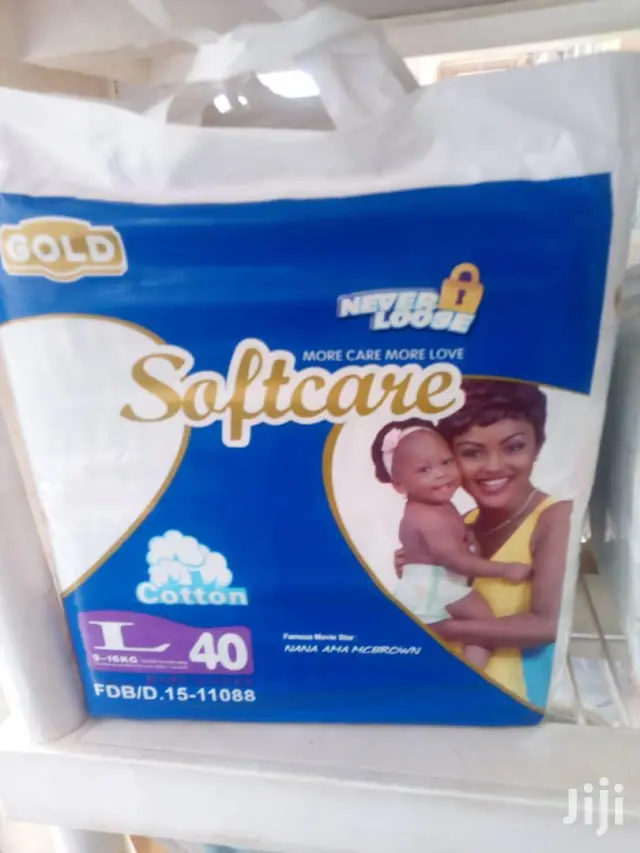 GOLD
NEVER
LOOSE
MORE CARE MORE LOVE
Softcare
Cotton
L
40
9-16KG
Famous Movie Star:
NANA AMA MCBROWN
FDB/D.15-11088
Jiji